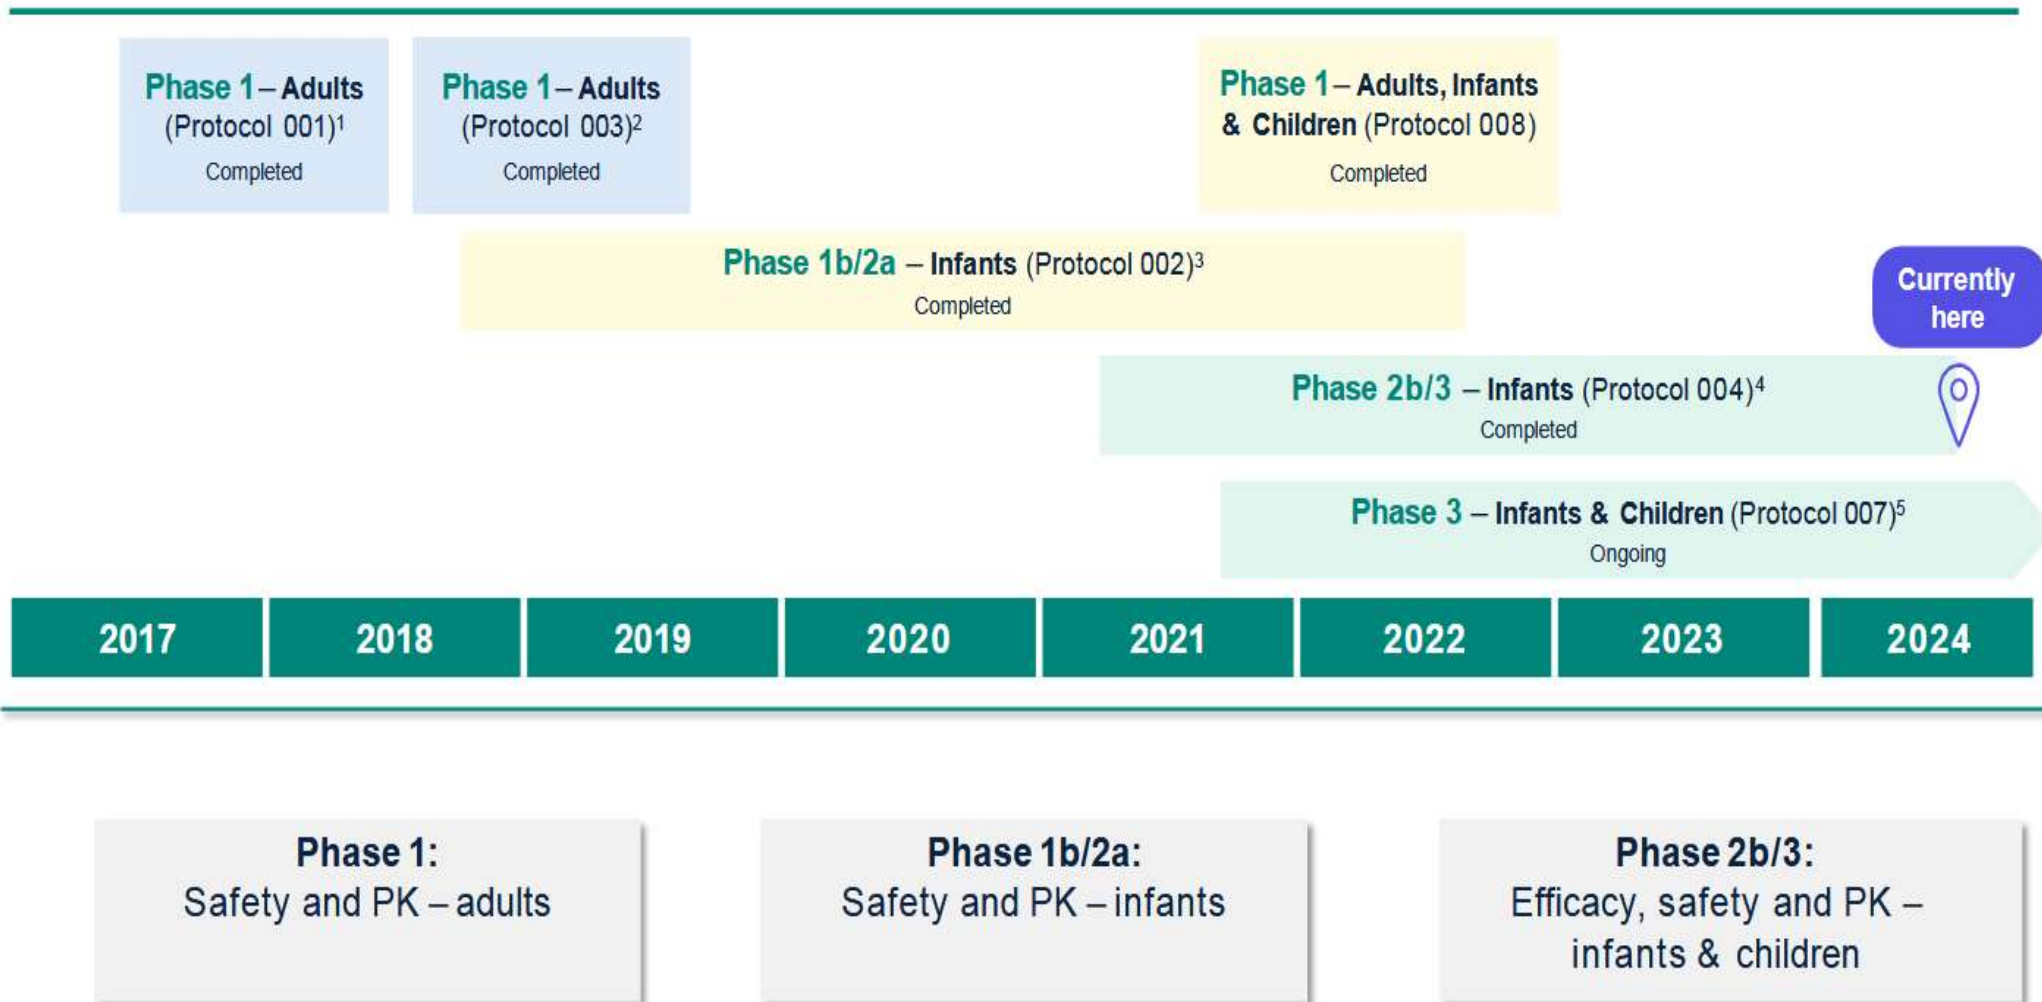 Phase 1 – Adults
(Protocol 001)¹
Completed
Phase 1 – Adults
(Protocol 003)²
Completed
Phase 1 – Adults, Infants
& Children (Protocol 008)
Completed
Phase 1b/2a – Infants (Protocol 002)³
Completed
Currently
here
Phase 2b/3 – Infants (Protocol 004)⁴
Completed
Phase 3 – Infants & Children (Protocol 007)⁵
Ongoing
2017 2018 2019 2020 2021 2022 2023 2024
Phase 1:
Safety and PK – adults
Phase 1b/2a:
Safety and PK – infants
Phase 2b/3:
Efficacy, safety and PK –
infants & children